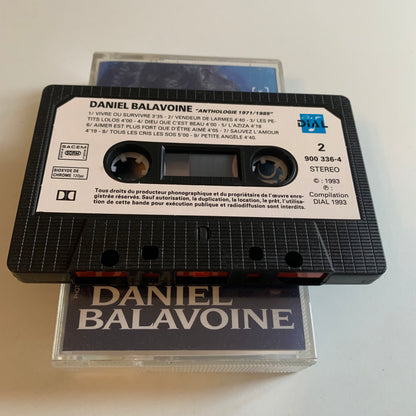 DANIEL BALAVOINE "ANTHOLOGIE 1971/1985"
1/ VIVRE OU SURVIVRE 3'35 - 2/ VENDEUR DE LARMES 4'40 - 3/ LES PE-
TITS LOLOS 4'00 - 4/ DIEU QUE C'EST BEAU 4'00 - 5/ L'AZIZA 4'18
6/ AIMER EST PLUS FORT QUE D'ÊTRE AIMÉ 4'05 - 7/ SAUVEZ L'AMOUR
4'19 - 8/ TOUS LES CRIS LES SOS 5'00 - 9/ PETITE ANGÈLE 4'40.
DIAL
2
900 336-4
STEREO
© : 1993
℗ :
Compilation
DIAL 1993
SACEM
BIOXYDE DE
CHROME
Tous droits du producteur phonographique et du propriétaire de l'œuvre enre-
gistrée réservés. Sauf autorisation, la duplication, la location, le prêt, l'utilisa-
tion de cette bande pour exécution publique et radiodiffusion sont interdits.
DANIEL
BALAVOINE